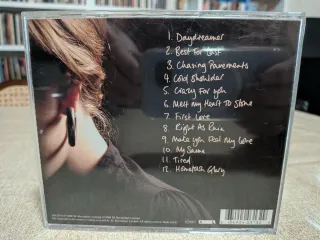 1. Daydreamer
2. Best For Last
3. Chasing Pavements
4. Cold Shoulder
5. Crazy For You
6. Melt My Heart To Stone
7. First Love
8. Right As Rain
9. Make You Feel My Love
10. My Same
11. Tired
12. Hometown Glory